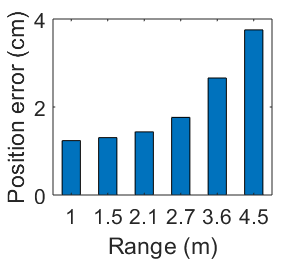 Position error (cm)
4
2
0
1 1.5 2.1 2.7 3.6 4.5
Range (m)